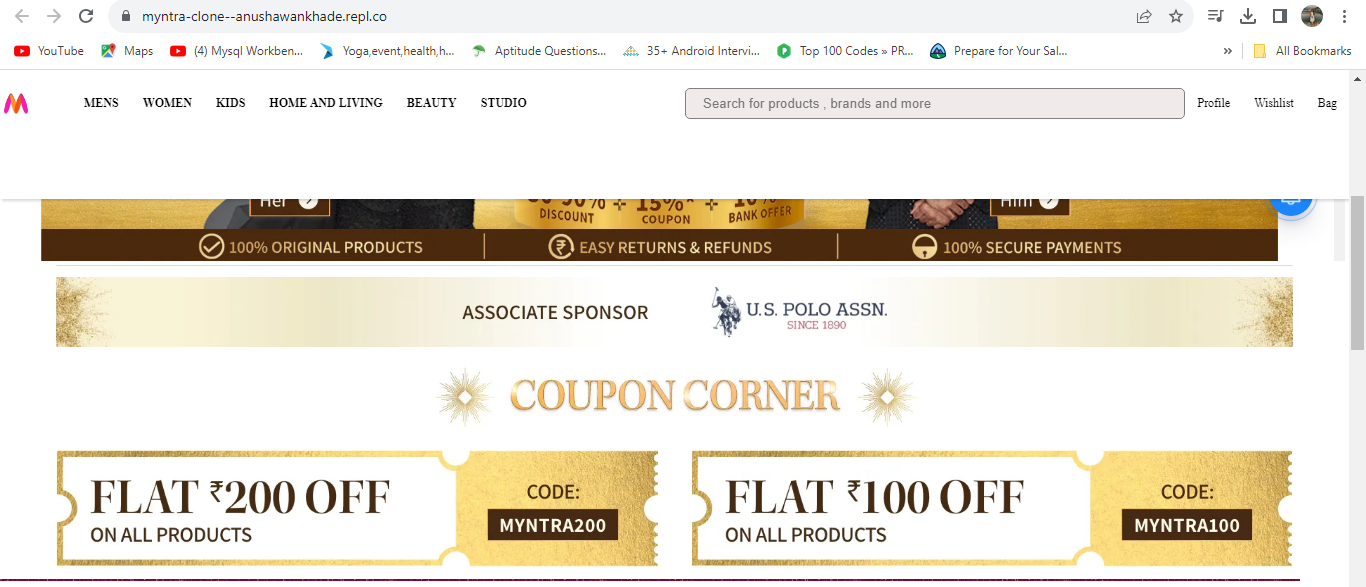 myntra-clone--anushawankhade.repl.co
YouTube Maps (4) Mysql Workben... Yoga,event,health,h... Aptitude Questions... 35+ Android Intervi... Top 100 Codes » PR... Prepare for Your Sal... » All Bookmarks
MENS WOMEN KIDS HOME AND LIVING BEAUTY STUDIO Search for products , brands and more Profile Wishlist Bag
Her Him
DISCOUNT + 15%* COUPON + BANK OFFER
100% ORIGINAL PRODUCTS EASY RETURNS & REFUNDS 100% SECURE PAYMENTS
ASSOCIATE SPONSOR U.S. POLO ASSN.
SINCE 1890
COUPON CORNER
FLAT ₹200 OFF
ON ALL PRODUCTS
CODE:
MYNTRA200
FLAT ₹100 OFF
ON ALL PRODUCTS
CODE:
MYNTRA100